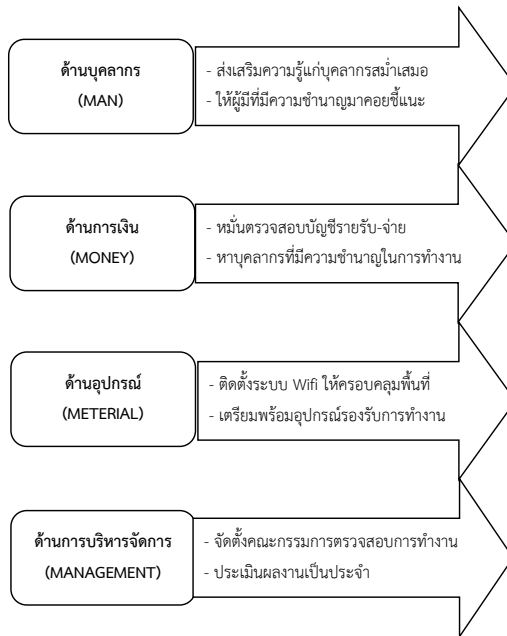 ด้านบุคลากร
(MAN)
- ส่งเสริมความรู้แก่บุคลากรสม่ำเสมอ
- ให้ผู้มีที่มีความชำนาญมาคอยชี้แนะ
ด้านการเงิน
(MONEY)
- หมั่นตรวจสอบบัญชีรายรับ-จ่าย
- หาบุคลากรที่มีความชำนาญในการทำงาน
ด้านอุปกรณ์
(METERIAL)
- ติดตั้งระบบ Wifi ให้ครอบคลุมพื้นที่
- เตรียมพร้อมอุปกรณ์รองรับการทำงาน
ด้านการบริหารจัดการ
(MANAGEMENT)
- จัดตั้งคณะกรรมการตรวจสอบการทำงาน
- ประเมินผลงานเป็นประจำ